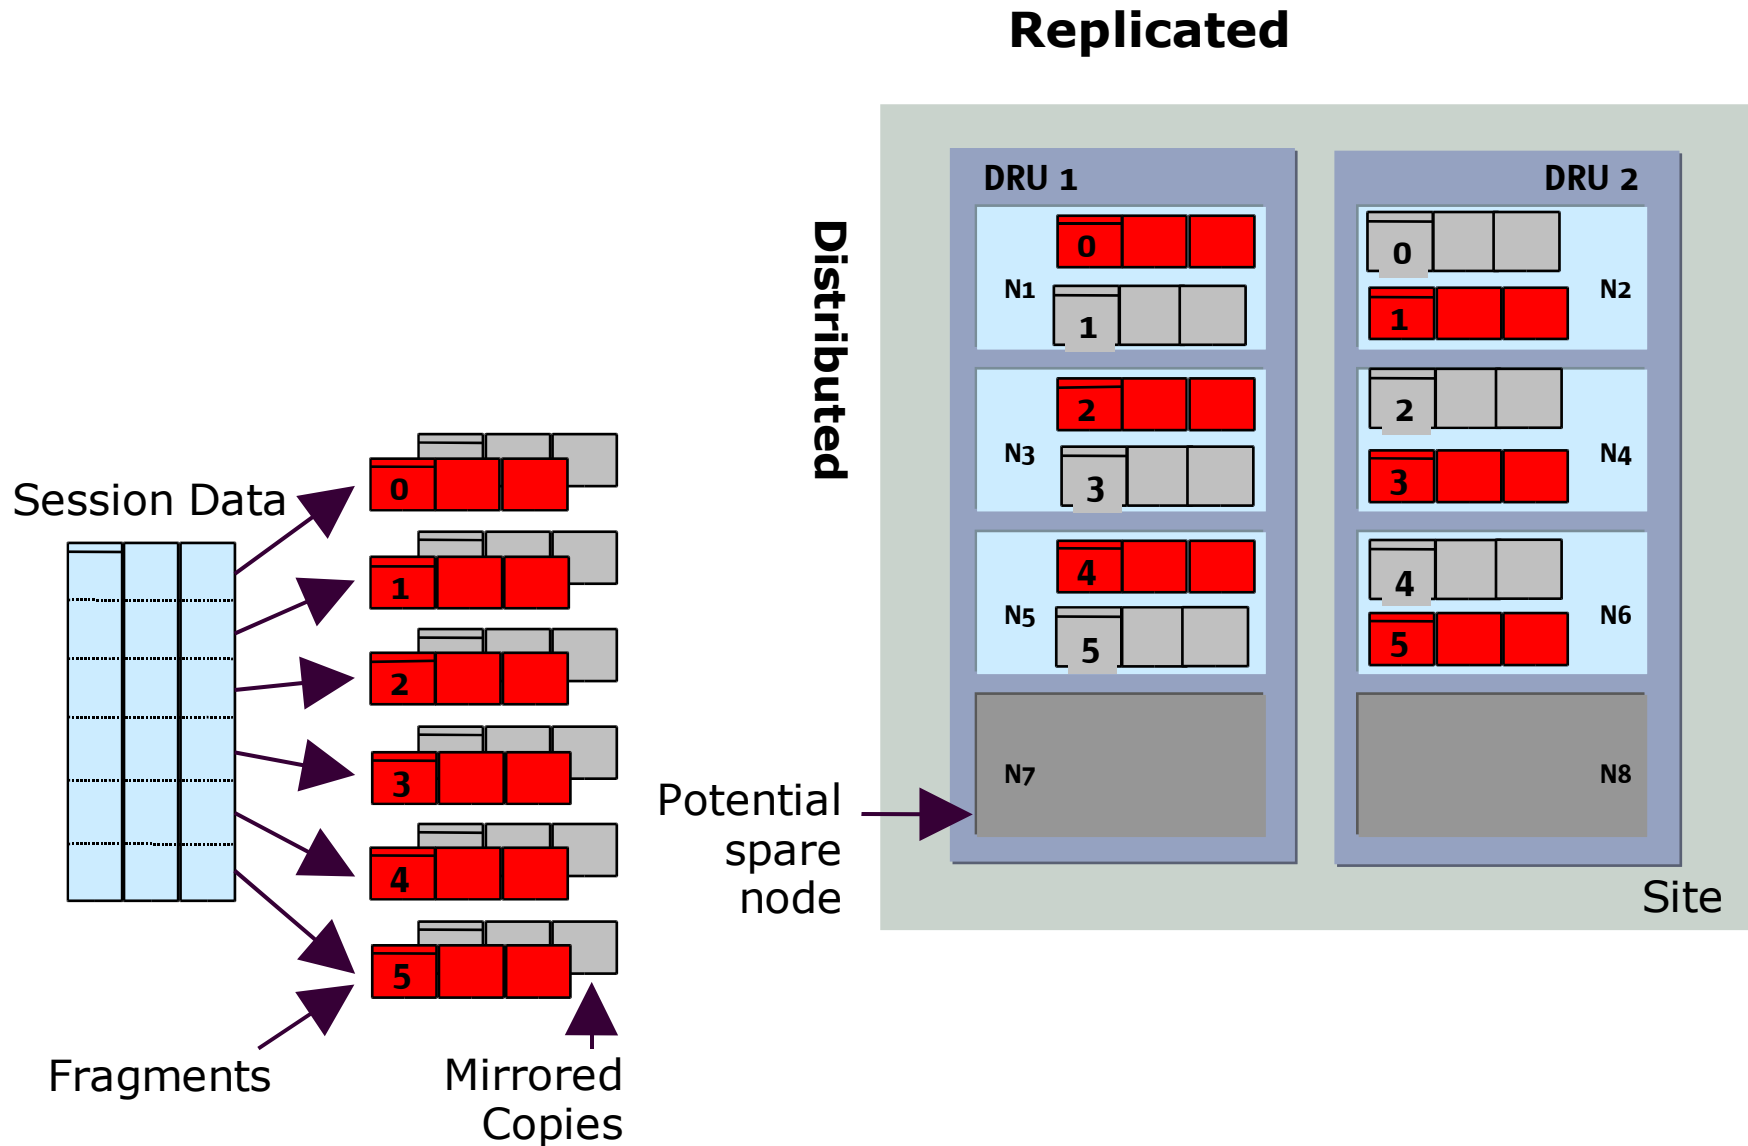 Replicated
Distributed
DRU 1
DRU 2
0
N1
1
0
N2
1
2
N3
3
2
N4
3
4
N5
5
4
N6
5
N7
N8
Site
Potential
spare
node
Session Data
0
1
2
3
4
5
Fragments
Mirrored
Copies